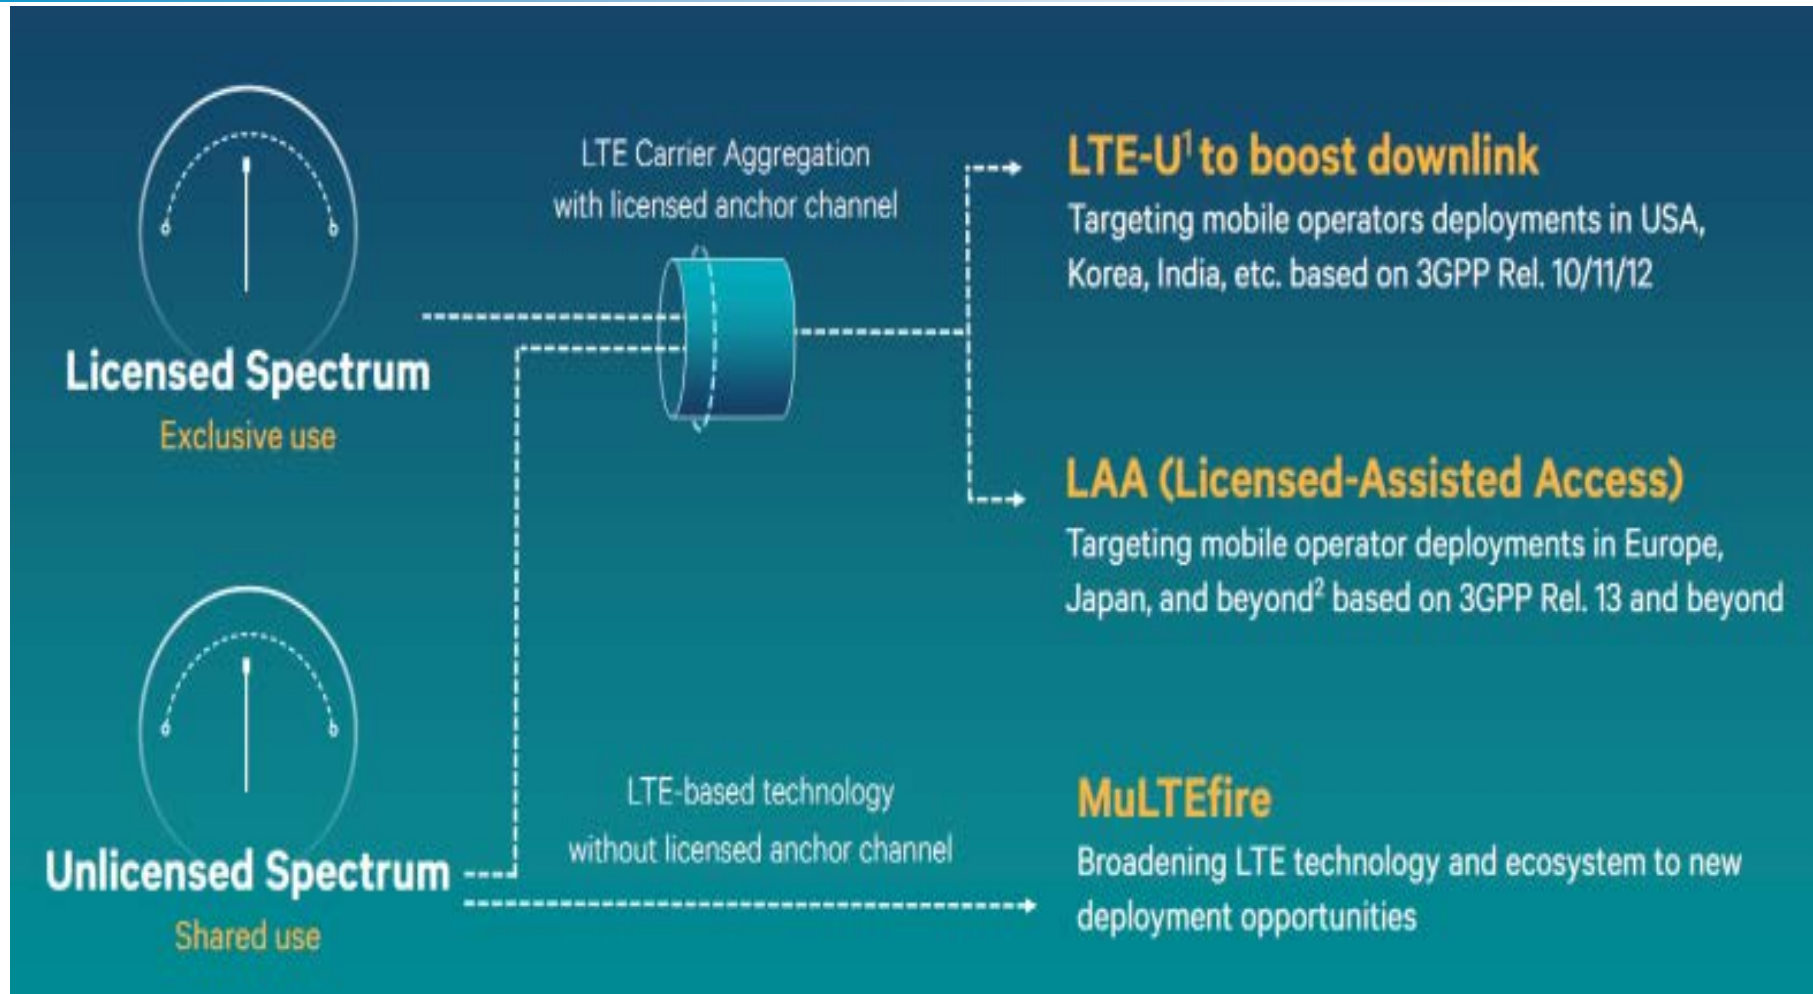 Licensed Spectrum
Exclusive use
LTE Carrier Aggregation
with licensed anchor channel
LTE-U¹ to boost downlink
Targeting mobile operators deployments in USA,
Korea, India, etc. based on 3GPP Rel. 10/11/12
LAA (Licensed-Assisted Access)
Targeting mobile operator deployments in Europe,
Japan, and beyond² based on 3GPP Rel. 13 and beyond
Unlicensed Spectrum
Shared use
LTE-based technology
without licensed anchor channel
MuLTEfire
Broadening LTE technology and ecosystem to new
deployment opportunities